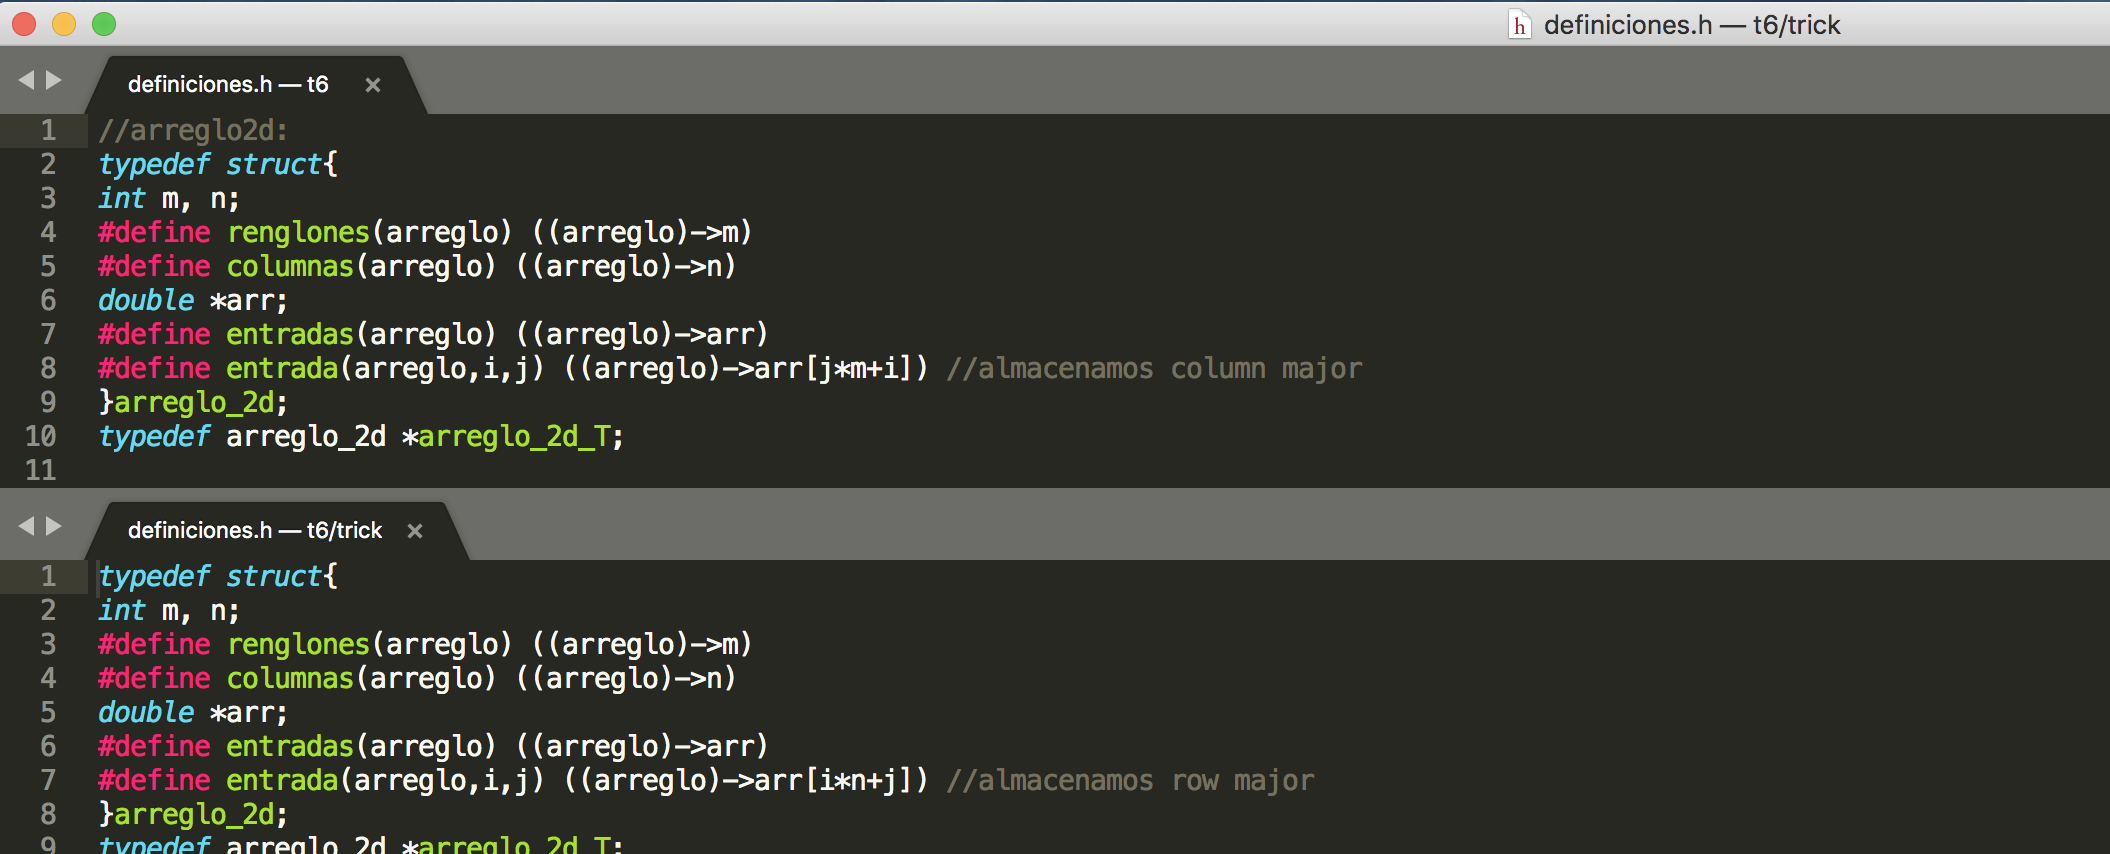 definiciones.h — t6/trick
definiciones.h — t6
1 //arreglo2d:
2 typedef struct{
3 int m, n;
4 #define renglones(arreglo) ((arreglo)->m)
5 #define columnas(arreglo) ((arreglo)->n)
6 double *arr;
7 #define entradas(arreglo) ((arreglo)->arr)
8 #define entrada(arreglo,i,j) ((arreglo)->arr[j*m+i]) //almacenamos column major
9 }arreglo_2d;
10 typedef arreglo_2d *arreglo_2d_T;
11
definiciones.h — t6/trick
1 typedef struct{
2 int m, n;
3 #define renglones(arreglo) ((arreglo)->m)
4 #define columnas(arreglo) ((arreglo)->n)
5 double *arr;
6 #define entradas(arreglo) ((arreglo)->arr)
7 #define entrada(arreglo,i,j) ((arreglo)->arr[i*n+j]) //almacenamos row major
8 }arreglo_2d;
9 typedef arreglo_2d *arreglo_2d_T;